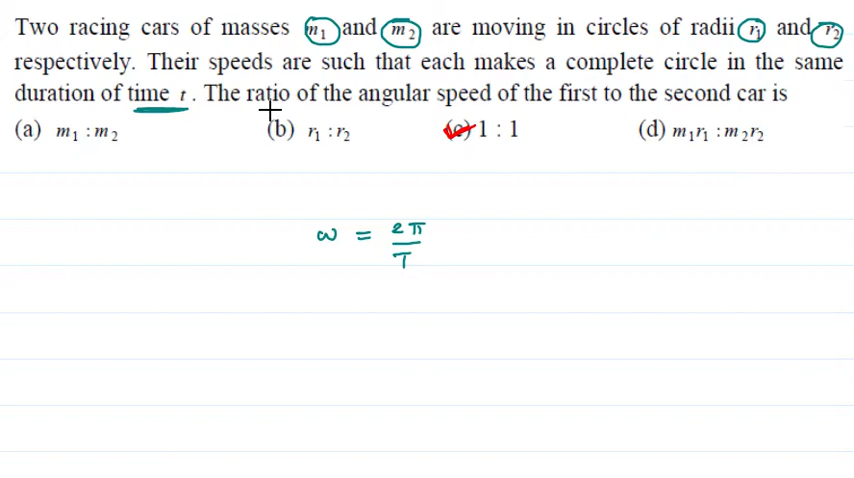 Two racing cars of masses m₁ and m₂ are moving in circles of radii r₁ and r₂
respectively. Their speeds are such that each makes a complete circle in the same
duration of time t . The ratio of the angular speed of the first to the second car is
(a) m₁ : m₂ (b) r₁ : r₂ (c) 1 : 1 (d) m₁r₁ : m₂r₂
ω = 2π/T